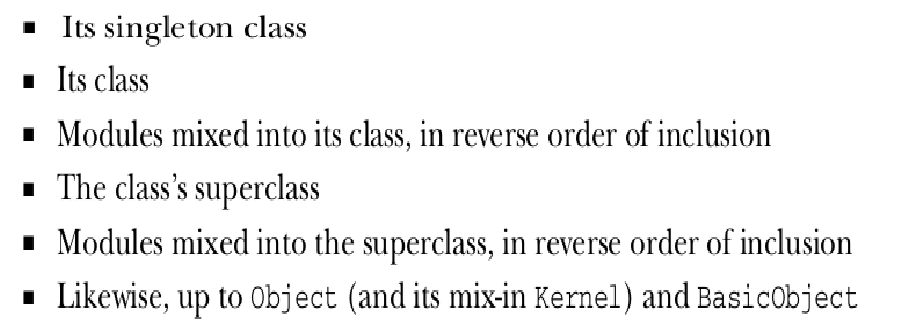 ▪ Its singleton class
▪ Its class
▪ Modules mixed into its class, in reverse order of inclusion
▪ The class’s superclass
▪ Modules mixed into the superclass, in reverse order of inclusion
▪ Likewise, up to Object (and its mix-in Kernel) and BasicObject